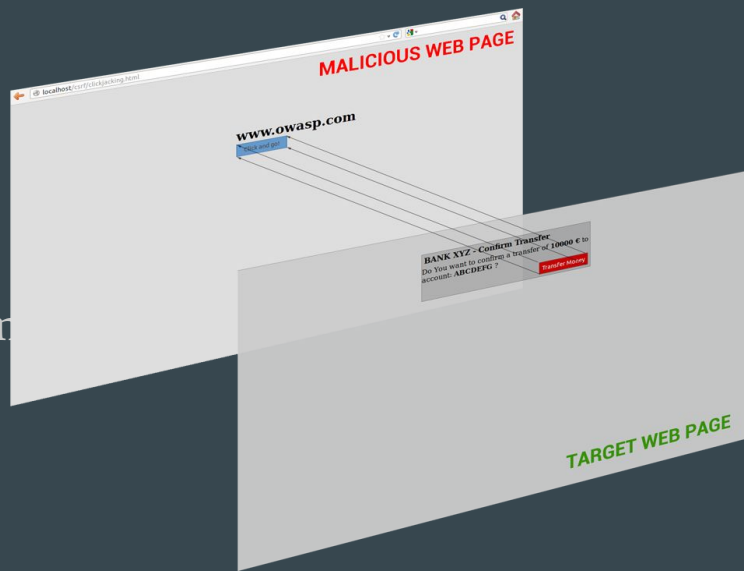 localhost/csrf/clickjacking.html
MALICIOUS WEB PAGE
www.owasp.com
Click and go!
BANK XYZ - Confirm Transfer
Do You want to confirm a transfer of 10000 € to
account: ABCDEFG ?
Transfer Money
TARGET WEB PAGE